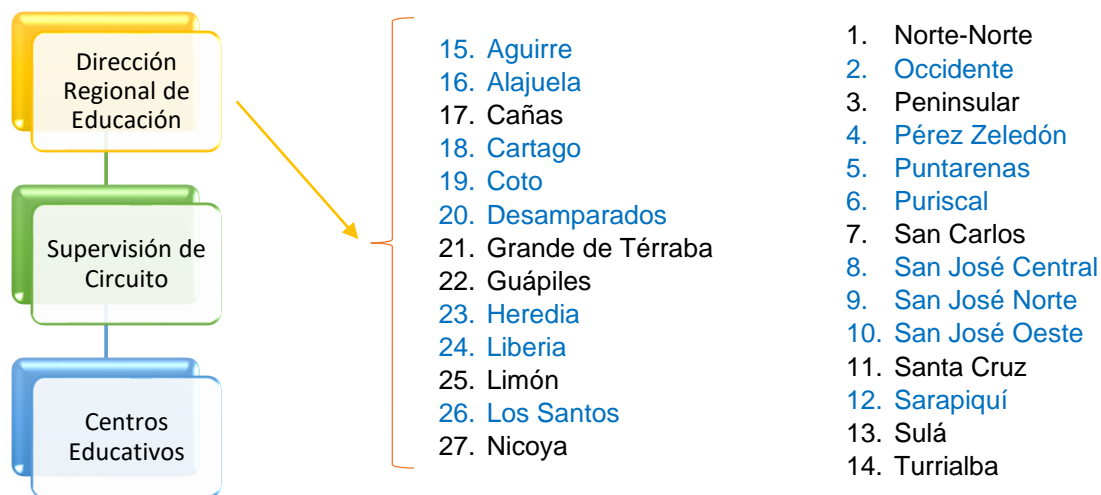 Dirección
Regional de
Educación
Supervisión de
Circuito
Centros
Educativos
15. Aguirre
16. Alajuela
17. Cañas
18. Cartago
19. Coto
20. Desamparados
21. Grande de Térraba
22. Guápiles
23. Heredia
24. Liberia
25. Limón
26. Los Santos
27. Nicoya
1. Norte-Norte
2. Occidente
3. Peninsular
4. Pérez Zeledón
5. Puntarenas
6. Puriscal
7. San Carlos
8. San José Central
9. San José Norte
10. San José Oeste
11. Santa Cruz
12. Sarapiquí
13. Sulá
14. Turrialba